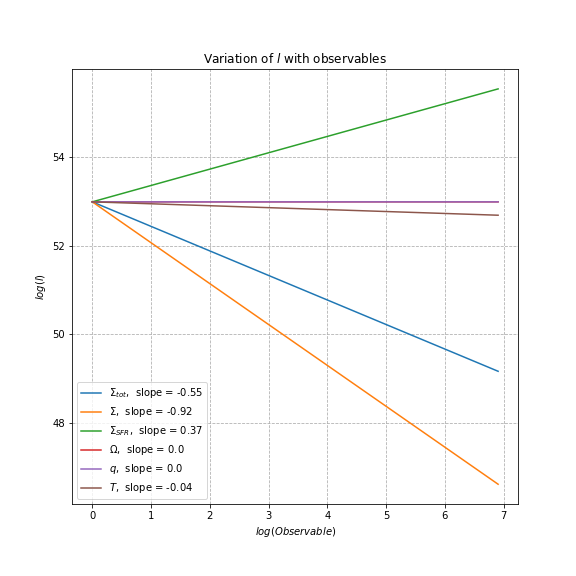 Variation of l with observables
log(l)
54
52
50
48
Σtot, slope = -0.55
Σ, slope = -0.92
ΣSFR, slope = 0.37
Ω, slope = 0.0
q, slope = 0.0
T, slope = -0.04
0 1 2 3 4 5 6 7
log(Observable)